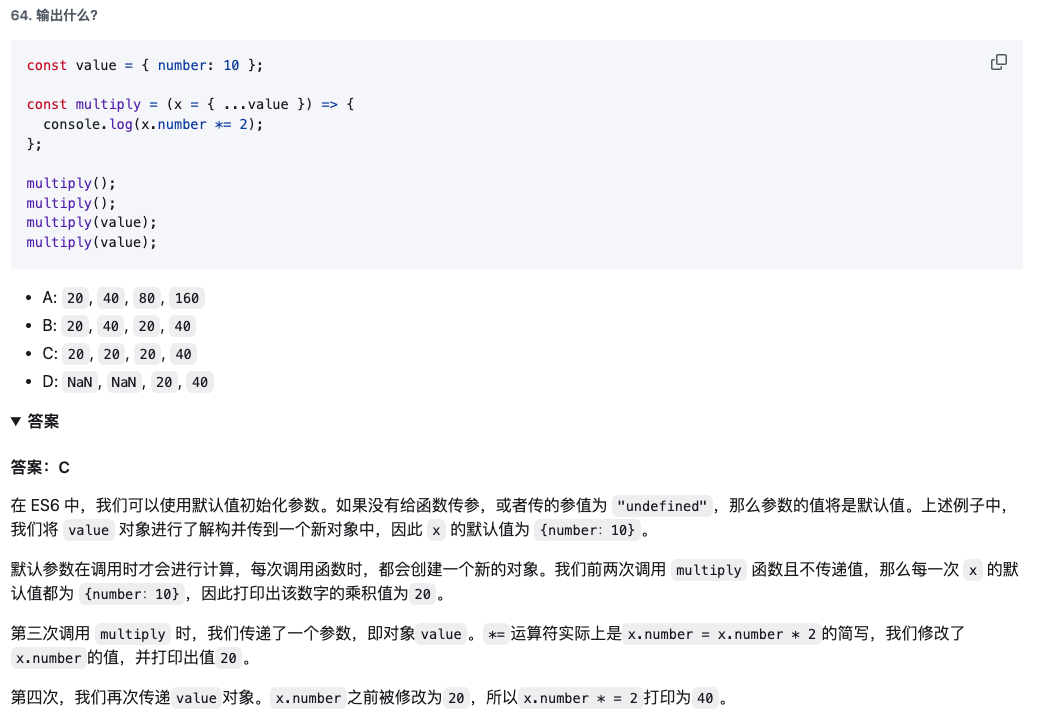 64. 输出什么?
const value = { number: 10 };
const multiply = (x = { ...value }) => {
  console.log(x.number *= 2);
};
multiply();
multiply();
multiply(value);
multiply(value);
• A: 20 , 40 , 80 , 160
• B: 20 , 40 , 20 , 40
• C: 20 , 20 , 20 , 40
• D: NaN , NaN , 20 , 40
▼ 答案
答案：C
在 ES6 中，我们可以使用默认值初始化参数。如果没有给函数传参，或者传的参值为 "undefined" ，那么参数的值将是默认值。上述例子中，
我们将 value 对象进行了解构并传到一个新对象中，因此 x 的默认值为 {number：10} 。
默认参数在调用时才会进行计算，每次调用函数时，都会创建一个新的对象。我们前两次调用 multiply 函数且不传递值，那么每一次 x 的默
认值都为 {number：10} ，因此打印出该数字的乘积值为 20 。
第三次调用 multiply 时，我们传递了一个参数，即对象 value 。 *= 运算符实际上是 x.number = x.number * 2 的简写，我们修改了
x.number 的值，并打印出值 20 。
第四次，我们再次传递 value 对象。 x.number 之前被修改为 20 ，所以 x.number * = 2 打印为 40 。